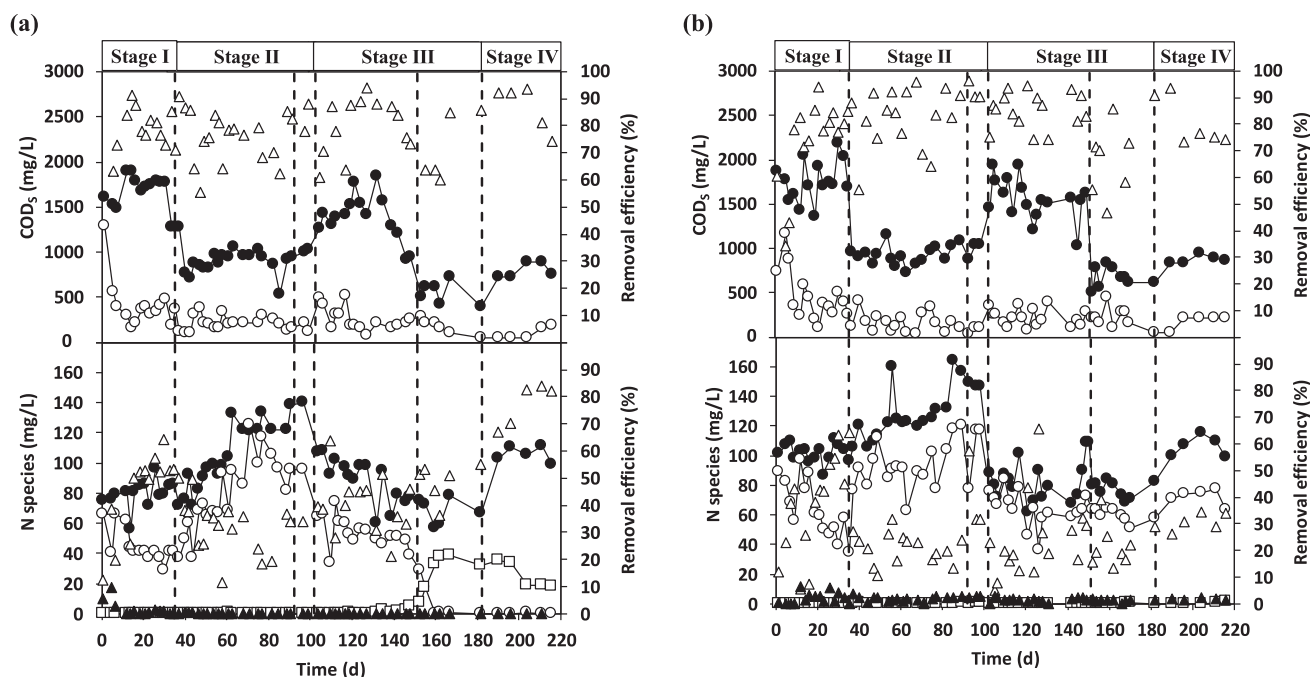 (a)
Stage I Stage II Stage III Stage IV
3000 2500 2000 1500 1000 500 0
CODS (mg/L)
100 90 80 70 60 50 40 30 20 10
Removal efficiency (%)
160 140 120 100 80 60 40 20 0
N species (mg/L)
90 80 70 60 50 40 30 20 10 0
Removal efficiency (%)
0 20 40 60 80 100 120 140 160 180 200 220
Time (d)
(b)
Stage I Stage II Stage III Stage IV
3000 2500 2000 1500 1000 500 0
CODS (mg/L)
100 90 80 70 60 50 40 30 20 10
Removal efficiency (%)
160 140 120 100 80 60 40 20 0
N species (mg/L)
90 80 70 60 50 40 30 20 10 0
Removal efficiency (%)
0 20 40 60 80 100 120 140 160 180 200 220
Time (d)